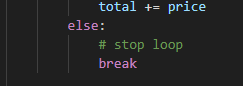 total += price
else:
# stop loop
break